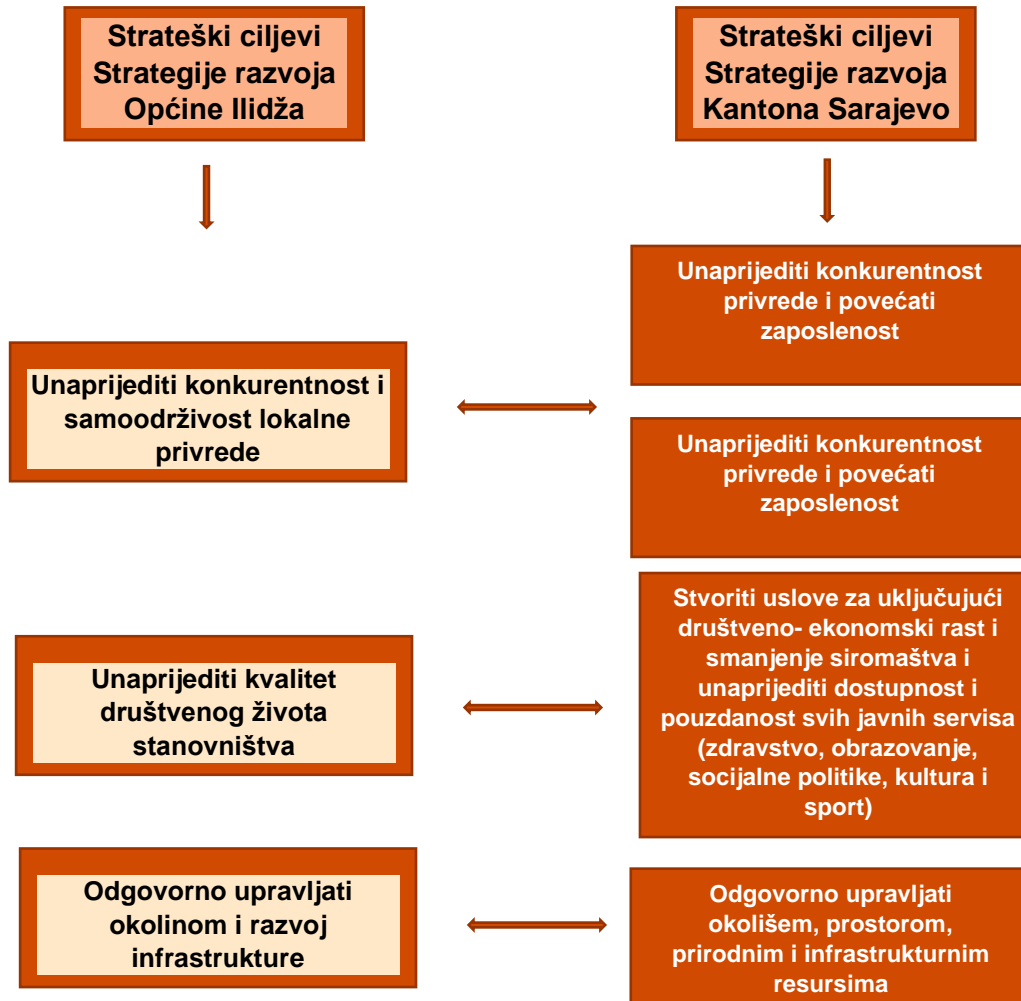 Strateški ciljevi
Strategije razvoja
Općine Ilidža
Strateški ciljevi
Strategije razvoja
Kantona Sarajevo
Unaprijediti konkurentnost
privrede i povećati
zaposlenost
Unaprijediti konkurentnost i
samoodrživost lokalne
privrede
Unaprijediti konkurentnost
privrede i povećati
zaposlenost
Unaprijediti kvalitet
društvenog života
stanovništva
Stvoriti uslove za uključujući
društveno- ekonomski rast i
smanjenje siromaštva i
unaprijediti dostupnost i
pouzdanost svih javnih servisa
(zdravstvo, obrazovanje,
socijalne politike, kultura i
sport)
Odgovorno upravljati
okolinom i razvoj
infrastrukture
Odgovorno upravljati
okolišem, prostorom,
prirodnim i infrastrukturnim
resursima